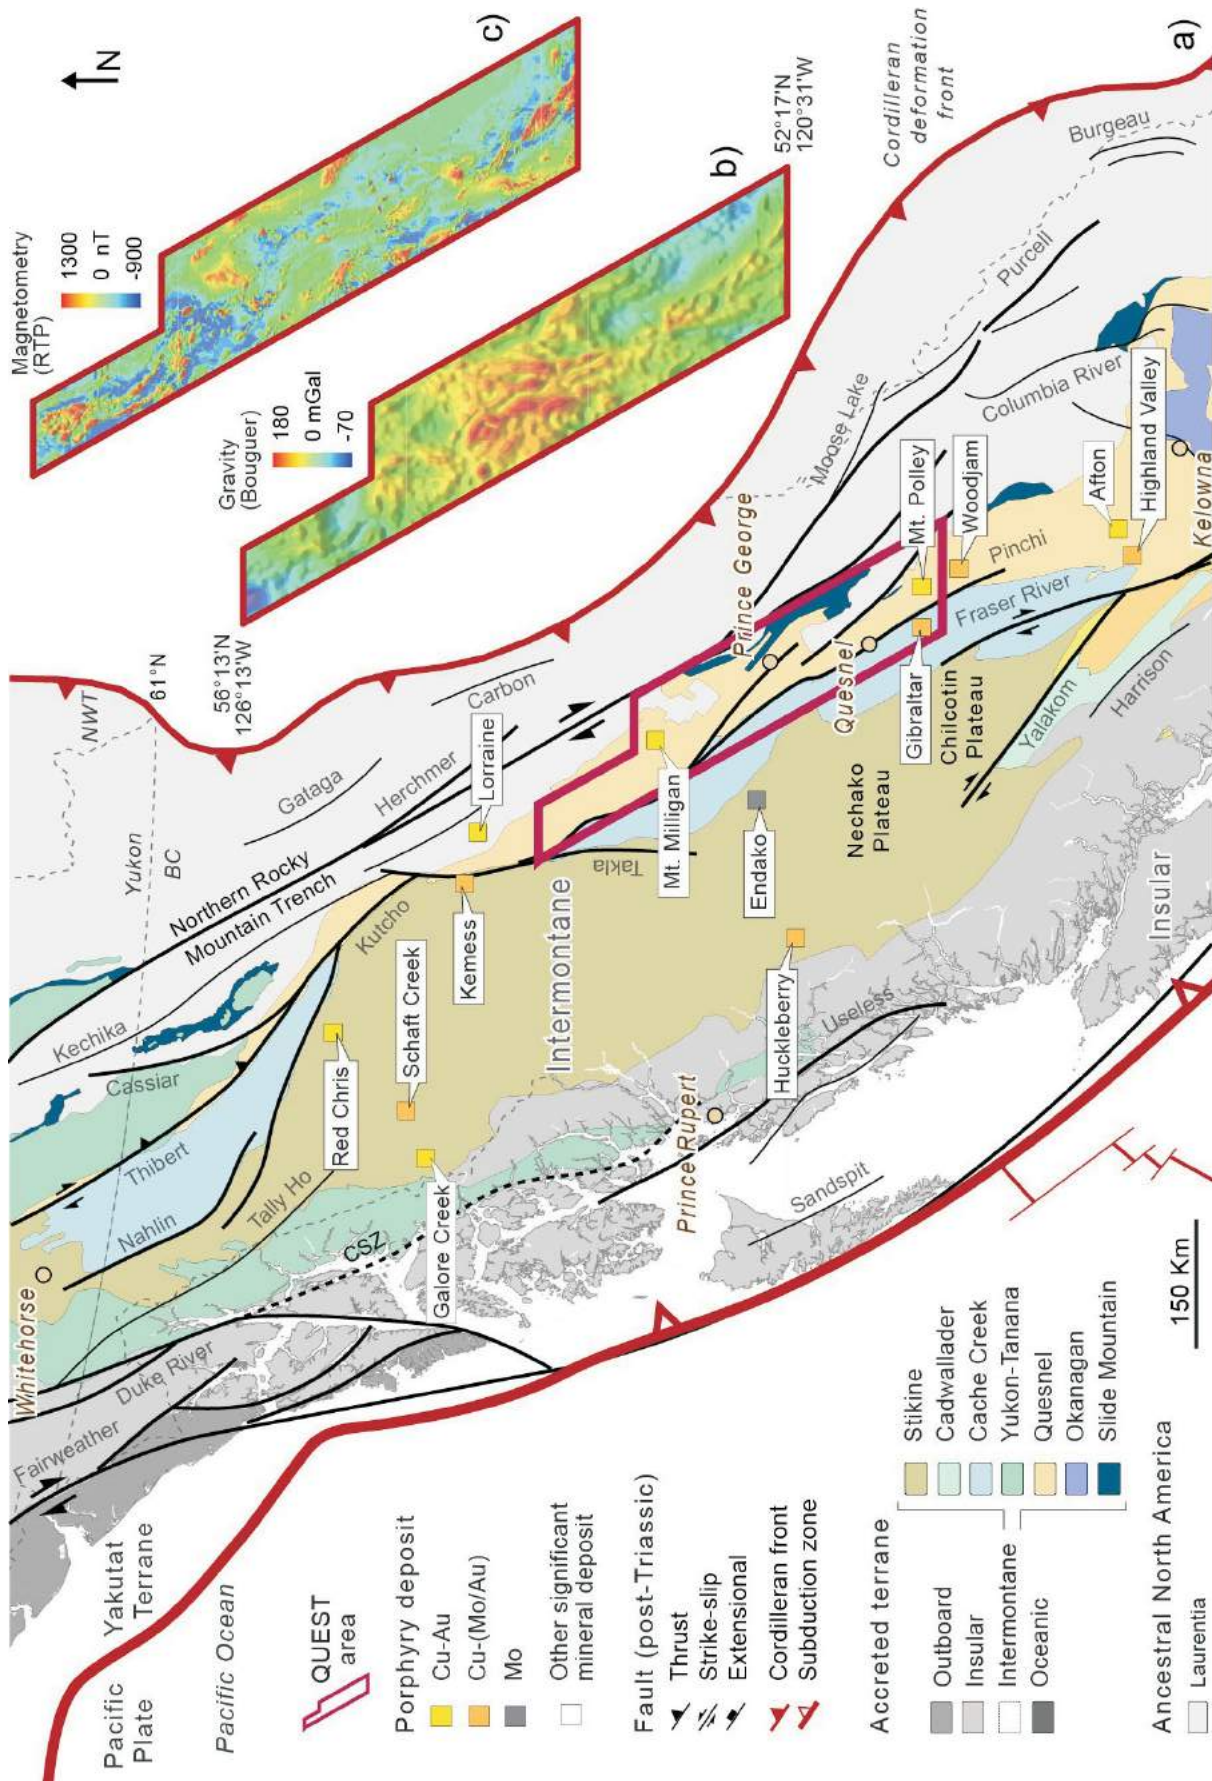 Pacific
Plate
Yakutat
Terrane
Pacific Ocean
QUEST
area
Porphyry deposit
Cu-Au
Cu-(Mo/Au)
Mo
Other significant
mineral deposit
Fault (post-Triassic)
Thrust
Strike-slip
Extensional
Cordilleran front
Subduction zone
Accreted terrane
Outboard
Insular
Intermontane
Oceanic
Stikine
Cadwallader
Cache Creek
Yukon-Tanana
Quesnel
Okanagan
Slide Mountain
Ancestral North America
Laurentia
150 Km
Fairweather
Duke River
Whitehorse
Nahlin
Thibert
Tally Ho
CSZ
Cassiar
Kechika
Yukon
BC
NWT
61°N
56°13'N
126°13'W
Northern Rocky
Mountain Trench
Gataga
Herchmer
Carbon
Kutcho
Takla
Red Chris
Schaft Creek
Galore Creek
Kemess
Lorraine
Intermontane
Mt. Milligan
Endako
Huckleberry
Prince Rupert
Useless
Sandspit
Insular
Nechako
Plateau
Chilcotin
Plateau
Prince George
Quesnel
Gibraltar
Mt. Polley
Woodjam
Pinchi
Fraser River
Yalakom
Harrison
Afton
Highland Valley
Kelowna
Columbia River
Moose Lake
Purcell
Burgeau
Cordilleran
deformation
front
a)
Gravity
(Bouguer)
180
0 mGal
-70
b)
52°17'N
120°31'W
Magnetometry
(RTP)
1300
0 nT
-900
c)
N